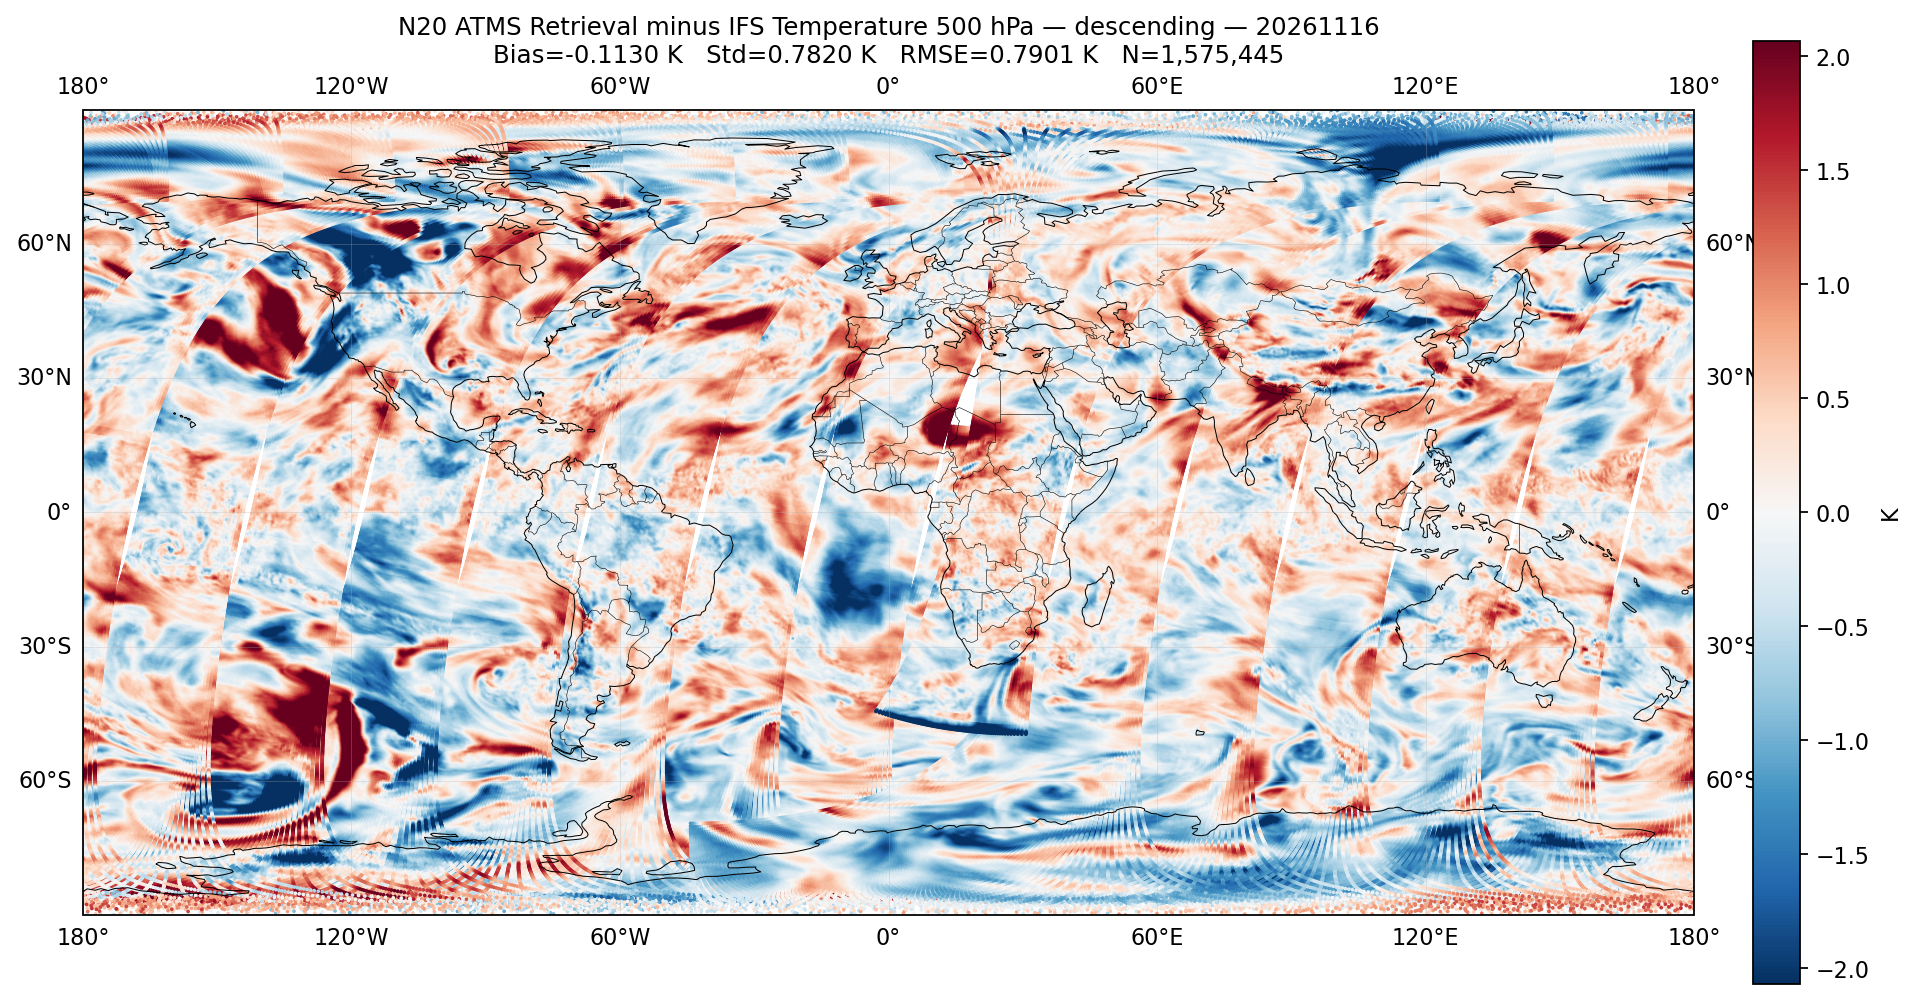 N20 ATMS Retrieval minus IFS Temperature 500 hPa — descending — 20261116
Bias=-0.1130 K Std=0.7820 K RMSE=0.7901 K N=1,575,445
180° 120°W 60°W 0° 60°E 120°E 180°
60°N 60°N
30°N 30°N
0° 0°
30°S 30°S
60°S 60°S
180° 120°W 60°W 0° 60°E 120°E 180°
2.0
1.5
1.0
0.5
0.0
−0.5
−1.0
−1.5
−2.0
K